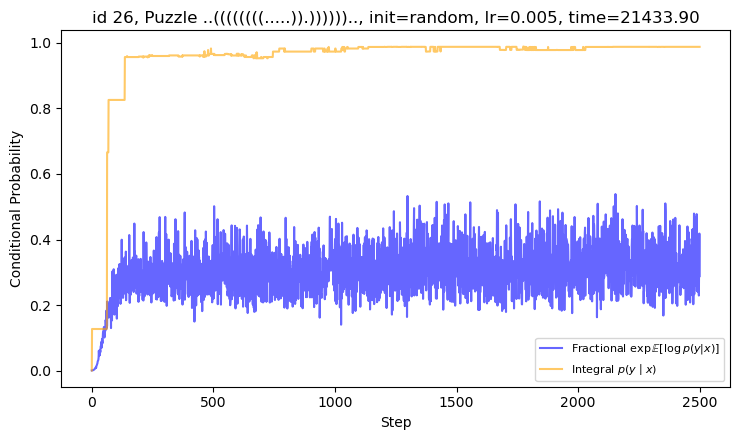 id 26, Puzzle ..((((((((.....)).)))))).., init=random, lr=0.005, time=21433.90
Conditional Probability
1.0
0.8
0.6
0.4
0.2
0.0
Fractional exp𝔼[log p(y|x)]
Integral p(y | x)
0
500
1000
1500
2000
2500
Step